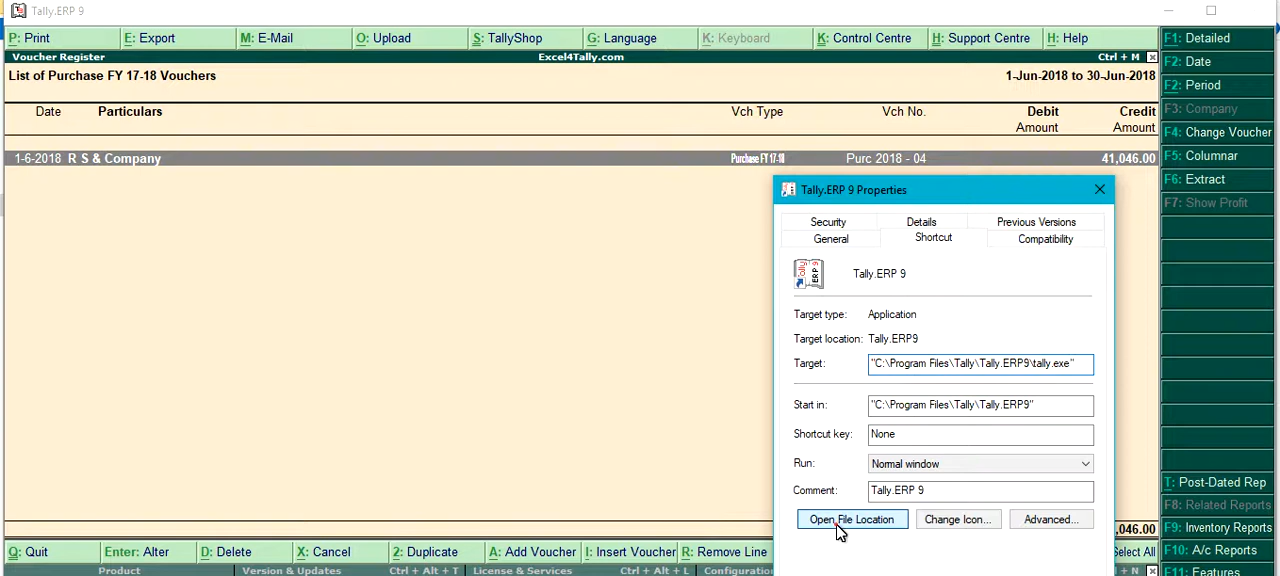 Tally.ERP 9
P: Print E: Export M: E-Mail O: Upload S: TallyShop G: Language K: Keyboard K: Control Centre H: Support Centre H: Help
Voucher Register Excel4Tally.com Ctrl + M
List of Purchase FY 17-18 Vouchers 1-Jun-2018 to 30-Jun-2018
Date Particulars Vch Type Vch No. Debit Credit
Amount Amount
1-6-2018 R S & Company Purchase FY 17-18 Purc 2018 - 04 41,046.00
Tally.ERP 9 Properties
Security Details Previous Versions
General Shortcut Compatibility
Tally.ERP 9
Target type: Application
Target location: Tally.ERP9
Target: "C:\Program Files\Tally\Tally.ERP9\tally.exe"
Start in: "C:\Program Files\Tally\Tally.ERP9"
Shortcut key: None
Run: Normal window
Comment: Tally.ERP 9
Open File Location Change Icon... Advanced...
,046.00
Q: Quit Enter: Alter D: Delete X: Cancel 2: Duplicate A: Add Voucher I: Insert Voucher R: Remove Line Select All
Product Version & Updates Ctrl + Alt + T License & Services Ctrl + Alt + L Configuration + N
F1: Detailed
F2: Date
F2: Period
F3: Company
F4: Change Voucher
F5: Columnar
F6: Extract
F7: Show Profit
T: Post-Dated Rep
F8: Related Reports
F9: Inventory Reports
F10: A/c Reports
F11: Features